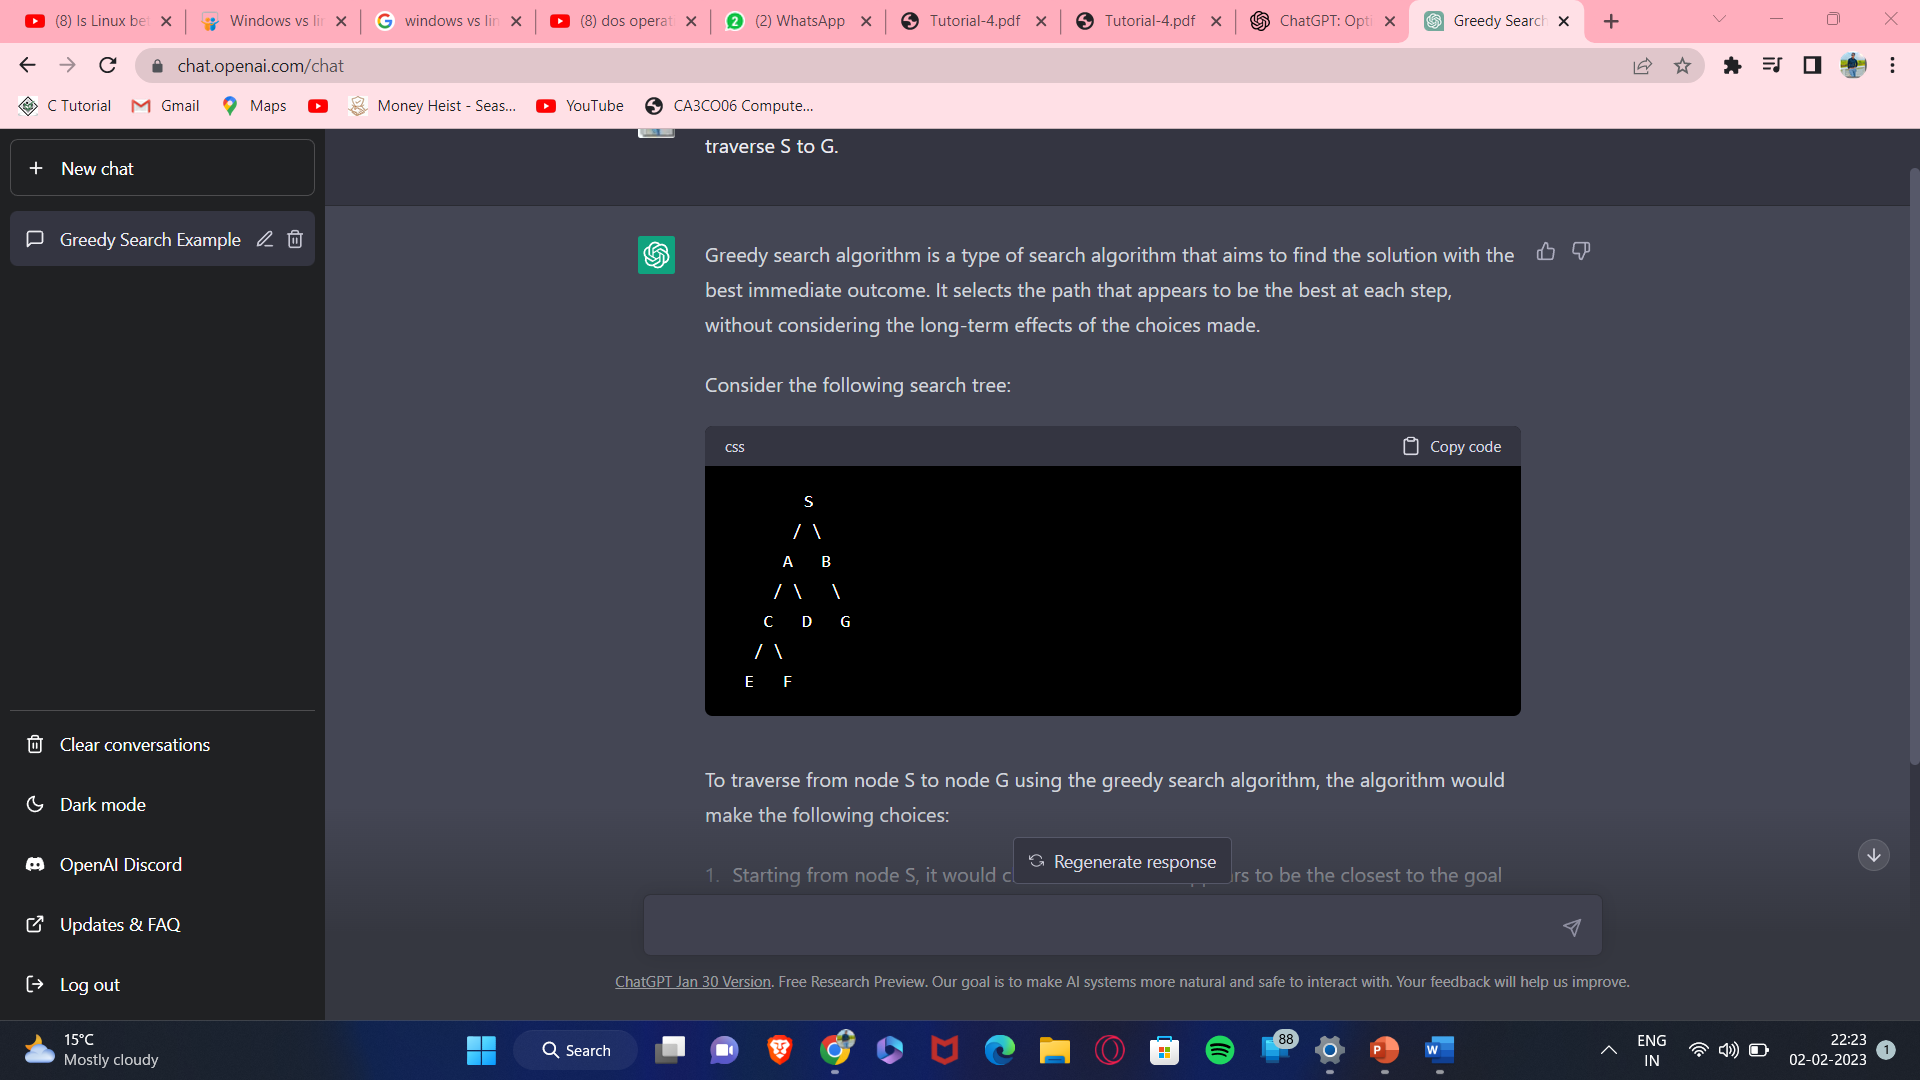 (8) Is Linux bet
Windows vs lin
windows vs lin
(8) dos operat
2
(2) WhatsApp
Tutorial-4.pdf
Tutorial-4.pdf
ChatGPT: Opti
Greedy Search
chat.openai.com/chat
C Tutorial
Gmail
Maps
Money Heist - Seas...
YouTube
CA3CO06 Compute...
New chat
Greedy Search Example
Clear conversations
Dark mode
OpenAI Discord
Updates & FAQ
Log out
traverse S to G.
Greedy search algorithm is a type of search algorithm that aims to find the solution with the
best immediate outcome. It selects the path that appears to be the best at each step,
without considering the long-term effects of the choices made.
Consider the following search tree:
css
Copy code
S
/ \
A   B
/ \   \
C   D   G
/ \
E   F
To traverse from node S to node G using the greedy search algorithm, the algorithm would
make the following choices:
Regenerate response
1. Starting from node S, it would c rs to be the closest to the goal
ChatGPT Jan 30 Version. Free Research Preview. Our goal is to make AI systems more natural and safe to interact with. Your feedback will help us improve.
15°C
Mostly cloudy
Search
88
P
W
ENG
IN
22:23
02-02-2023
1